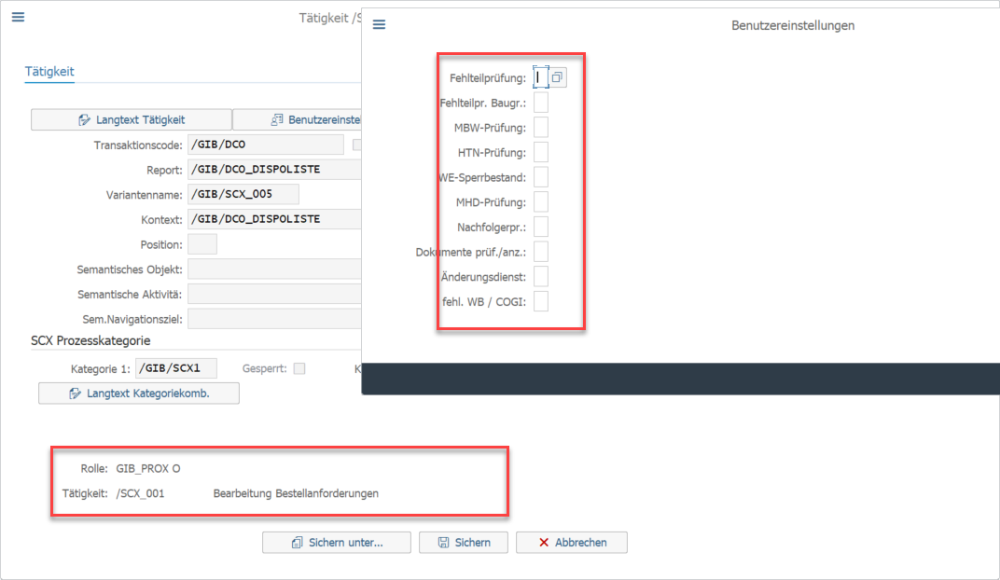 Tätigkeit /S
Tätigkeit
Langtext Tätigkeit
Benutzereinste
Transaktionscode: /GIB/DCO
Report: /GIB/DCO_DISPOLISTE
Variantenname: /GIB/SCX_005
Kontext: /GIB/DCO_DISPOLISTE
Position:
Semantisches Objekt:
Semantische Aktivitä:
Sem.Navigationsziel:
SCX Prozesskategorie
Kategorie 1: /GIB/SCX1 Gesperrt: K
Langtext Kategoriekomb.
Rolle: GIB_PROX O
Tätigkeit: /SCX_001 Bearbeitung Bestellanforderungen
Sichern unter...
Sichern
Abbrechen
Benutzereinstellungen
Fehlteilprüfung:
Fehlteilpr. Baugr.:
MBW-Prüfung:
HTN-Prüfung:
WE-Sperrbestand:
MHD-Prüfung:
Nachfolgerpr.:
Dokumente prüf./anz.:
Änderungsdienst:
fehl. WB / COGI: